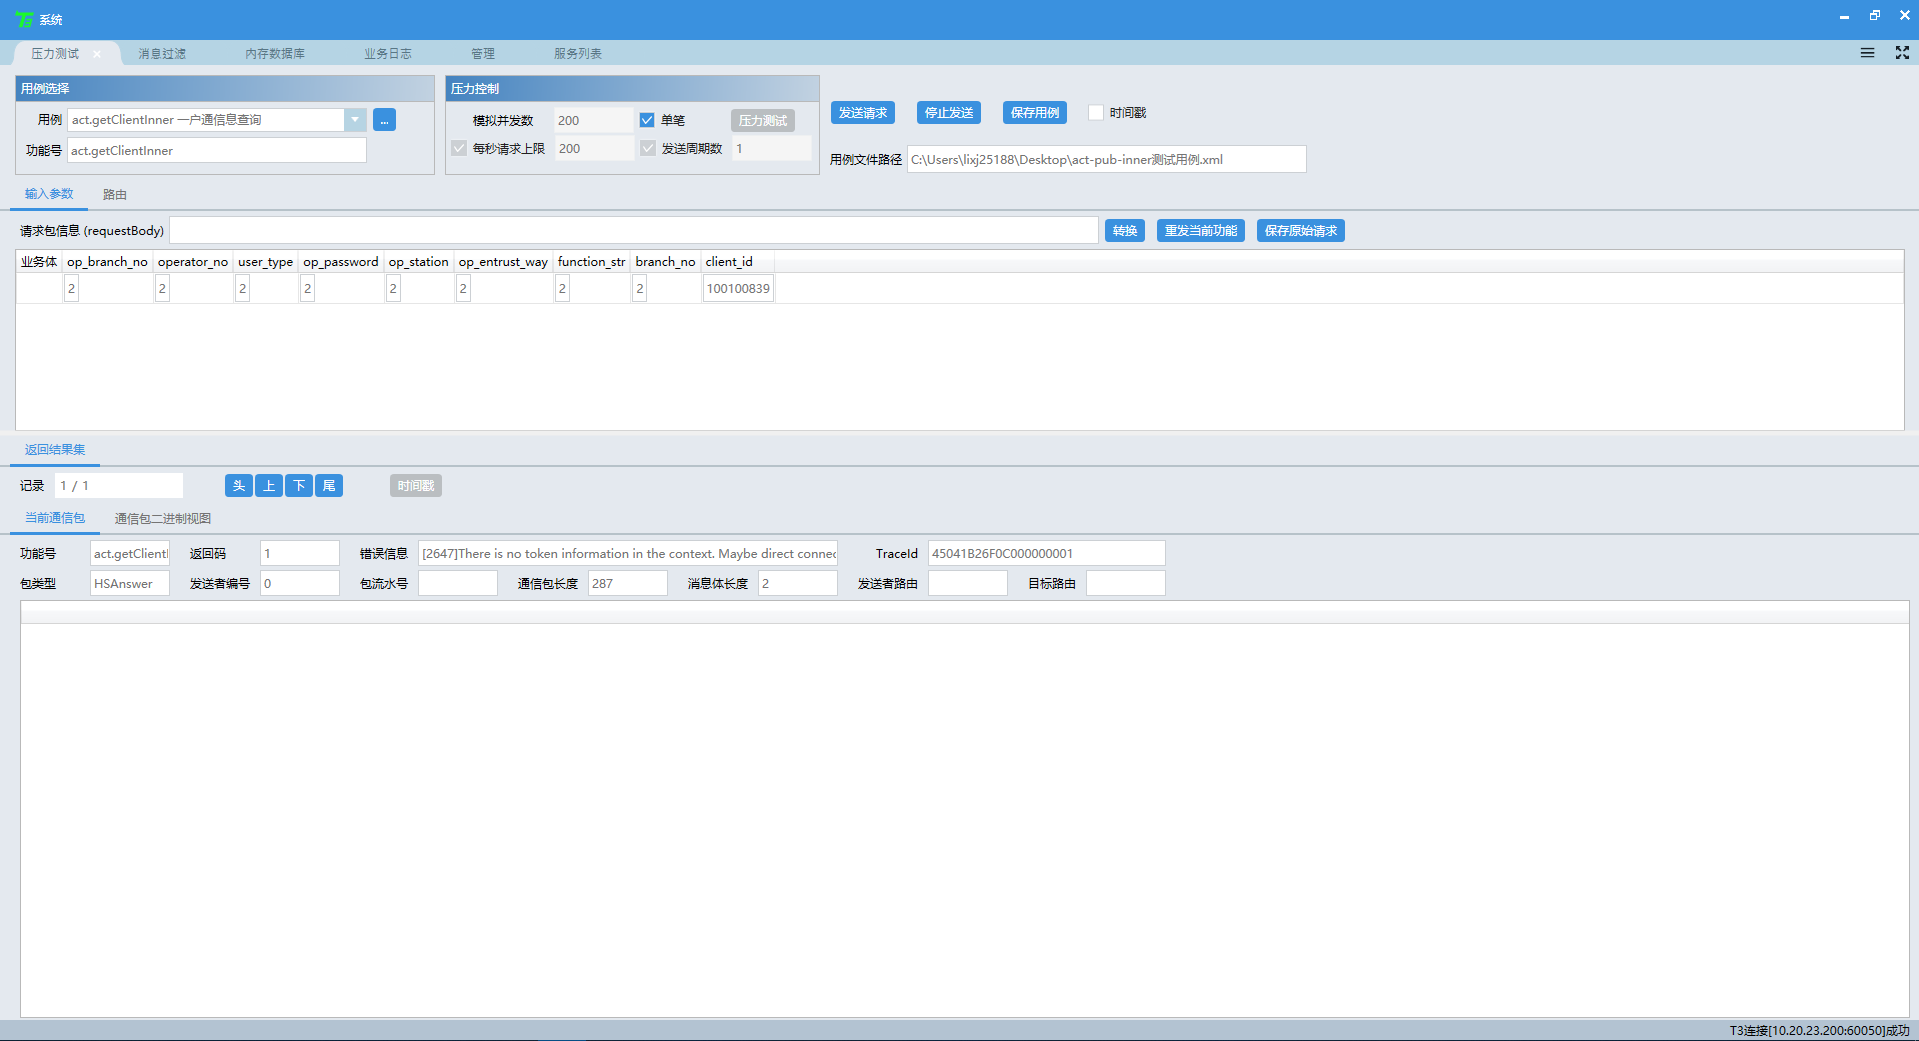 系统
压力测试 消息过滤 内存数据库 业务日志 管理 服务列表
用例选择
用例 act.getClientInner 一户通信息查询 ...
功能号 act.getClientInner
压力控制
模拟并发数 200 单笔 压力测试
每秒请求上限 200 发送周期数 1
发送请求 停止发送 保存用例 时间戳
用例文件路径 C:\Users\lixj25188\Desktop\act-pub-inner测试用例.xml
输入参数 路由
请求包信息 (requestBody) 转换 重发当前功能 保存原始请求
业务体 op_branch_no operator_no user_type op_password op_station op_entrust_way function_str branch_no client_id
2 2 2 2 2 2 2 2 100100839
返回结果集
记录 1 / 1 头 上 下 尾 时间戳
当前通信包 通信包二进制视图
功能号 act.getClientI 返回码 1 错误信息 [2647]There is no token information in the context. Maybe direct connec TraceId 45041B26F0C000000001
包类型 HSAnswer 发送者编号 0 包流水号 通信包长度 287 消息体长度 2 发送者路由 目标路由
T3连接[10.20.23.200:60050]成功